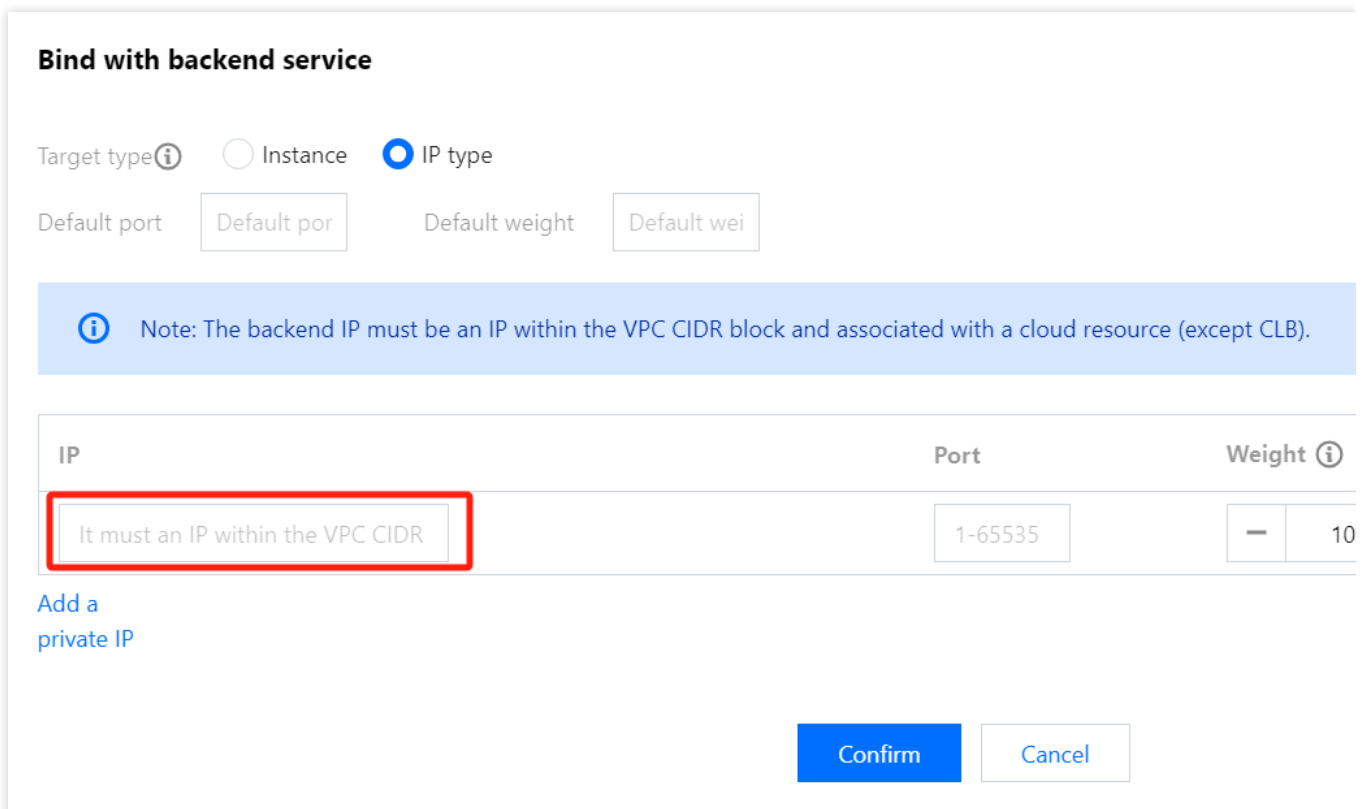 Bind with backend service
Target type Instance IP type
Default port Default por Default weight Default wei
Note: The backend IP must be an IP within the VPC CIDR block and associated with a cloud resource (except CLB).
IP Port Weight
It must an IP within the VPC CIDR 1-65535 10
Add a
private IP
Confirm Cancel